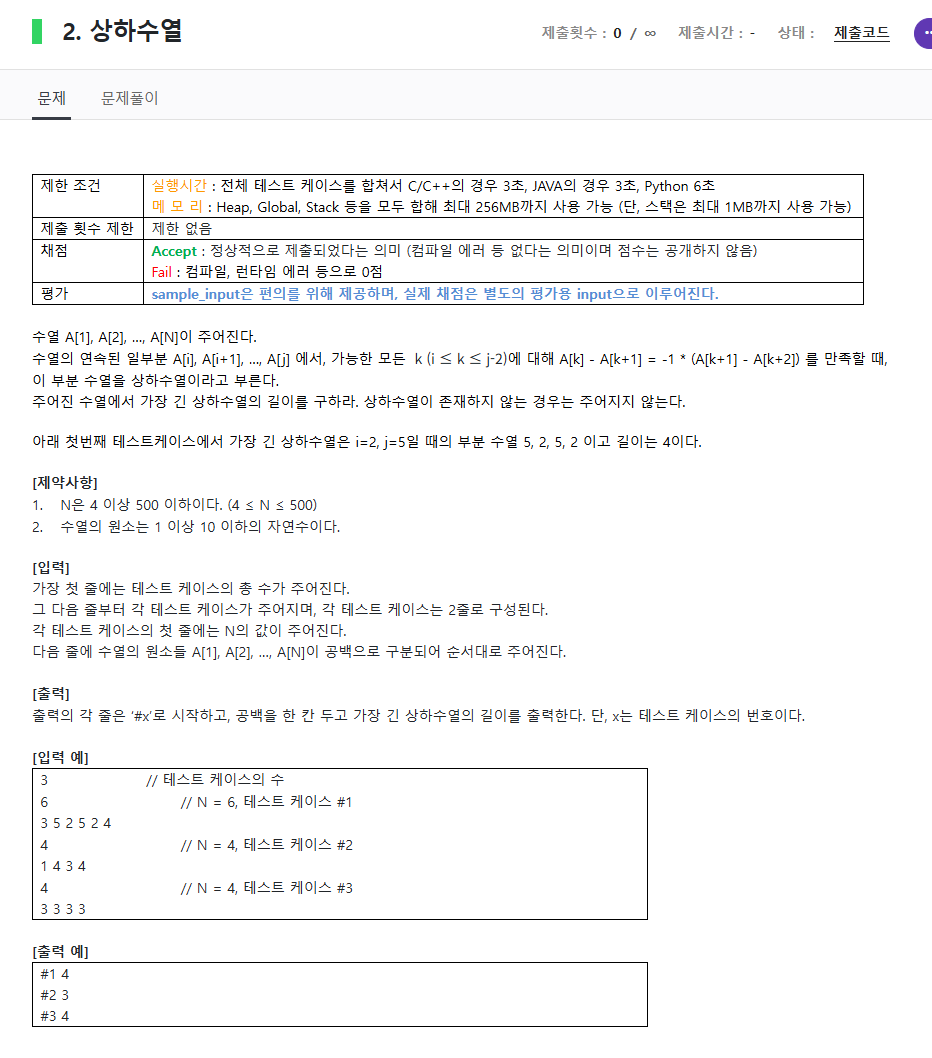 2. 상하수열
제출횟수 : 0 / ∞ 제출시간 : - 상태 : 제출코드
문제 문제풀이
제한 조건 실행시간 : 전체 테스트 케이스를 합쳐서 C/C++의 경우 3초, JAVA의 경우 3초, Python 6초
메 모 리 : Heap, Global, Stack 등을 모두 합해 최대 256MB까지 사용 가능 (단, 스택은 최대 1MB까지 사용 가능)
제출 횟수 제한 제한 없음
채점 Accept : 정상적으로 제출되었다는 의미 (컴파일 에러 등 없다는 의미이며 점수는 공개하지 않음)
Fail : 컴파일, 런타임 에러 등으로 0점
평가 sample_input은 편의를 위해 제공하며, 실제 채점은 별도의 평가용 input으로 이루어진다.
수열 A[1], A[2], ..., A[N]이 주어진다.
수열의 연속된 일부분 A[i], A[i+1], ..., A[j] 에서, 가능한 모든 k (i ≤ k ≤ j-2)에 대해 A[k] - A[k+1] = -1 * (A[k+1] - A[k+2]) 를 만족할 때,
이 부분 수열을 상하수열이라고 부른다.
주어진 수열에서 가장 긴 상하수열의 길이를 구하라. 상하수열이 존재하지 않는 경우는 주어지지 않는다.
아래 첫번째 테스트케이스에서 가장 긴 상하수열은 i=2, j=5일 때의 부분 수열 5, 2, 5, 2 이고 길이는 4이다.
[제약사항]
1. N은 4 이상 500 이하이다. (4 ≤ N ≤ 500)
2. 수열의 원소는 1 이상 10 이하의 자연수이다.
[입력]
가장 첫 줄에는 테스트 케이스의 총 수가 주어진다.
그 다음 줄부터 각 테스트 케이스가 주어지며, 각 테스트 케이스는 2줄로 구성된다.
각 테스트 케이스의 첫 줄에는 N의 값이 주어진다.
다음 줄에 수열의 원소들 A[1], A[2], ..., A[N]이 공백으로 구분되어 순서대로 주어진다.
[출력]
출력의 각 줄은 '#x'로 시작하고, 공백을 한 칸 두고 가장 긴 상하수열의 길이를 출력한다. 단, x는 테스트 케이스의 번호이다.
[입력 예]
3 // 테스트 케이스의 수
6 // N = 6, 테스트 케이스 #1
3 5 2 5 2 4
4 // N = 4, 테스트 케이스 #2
1 4 3 4
4 // N = 4, 테스트 케이스 #3
3 3 3 3
[출력 예]
#1 4
#2 3
#3 4